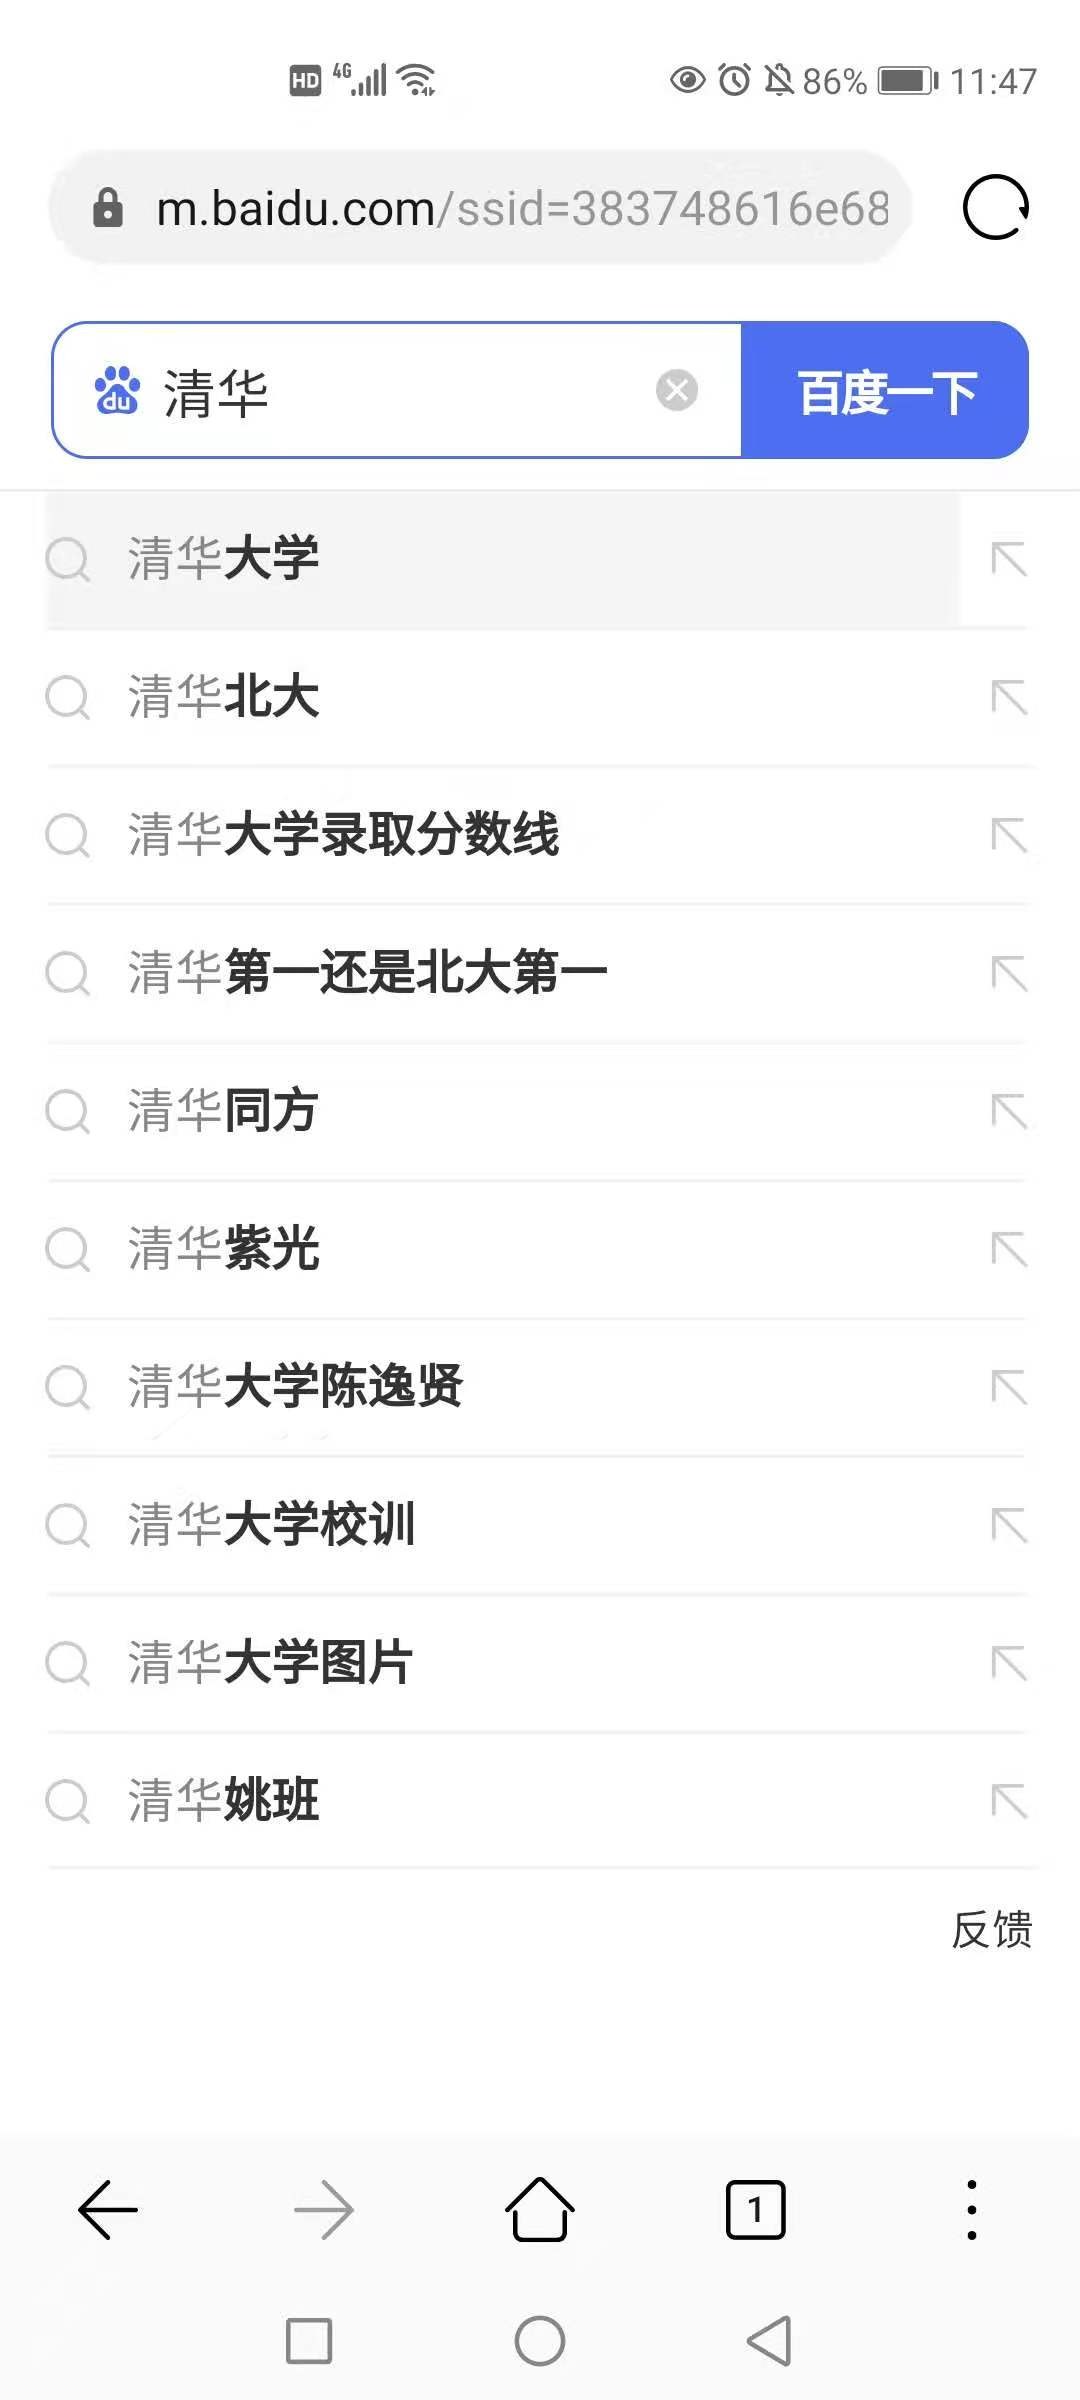 HD 4G 86% 11:47
m.baidu.com/ssid=383748616e68
du 清华 百度一下
清华大学
清华北大
清华大学录取分数线
清华第一还是北大第一
清华同方
清华紫光
清华大学陈逸贤
清华大学校训
清华大学图片
清华姚班
反馈
1